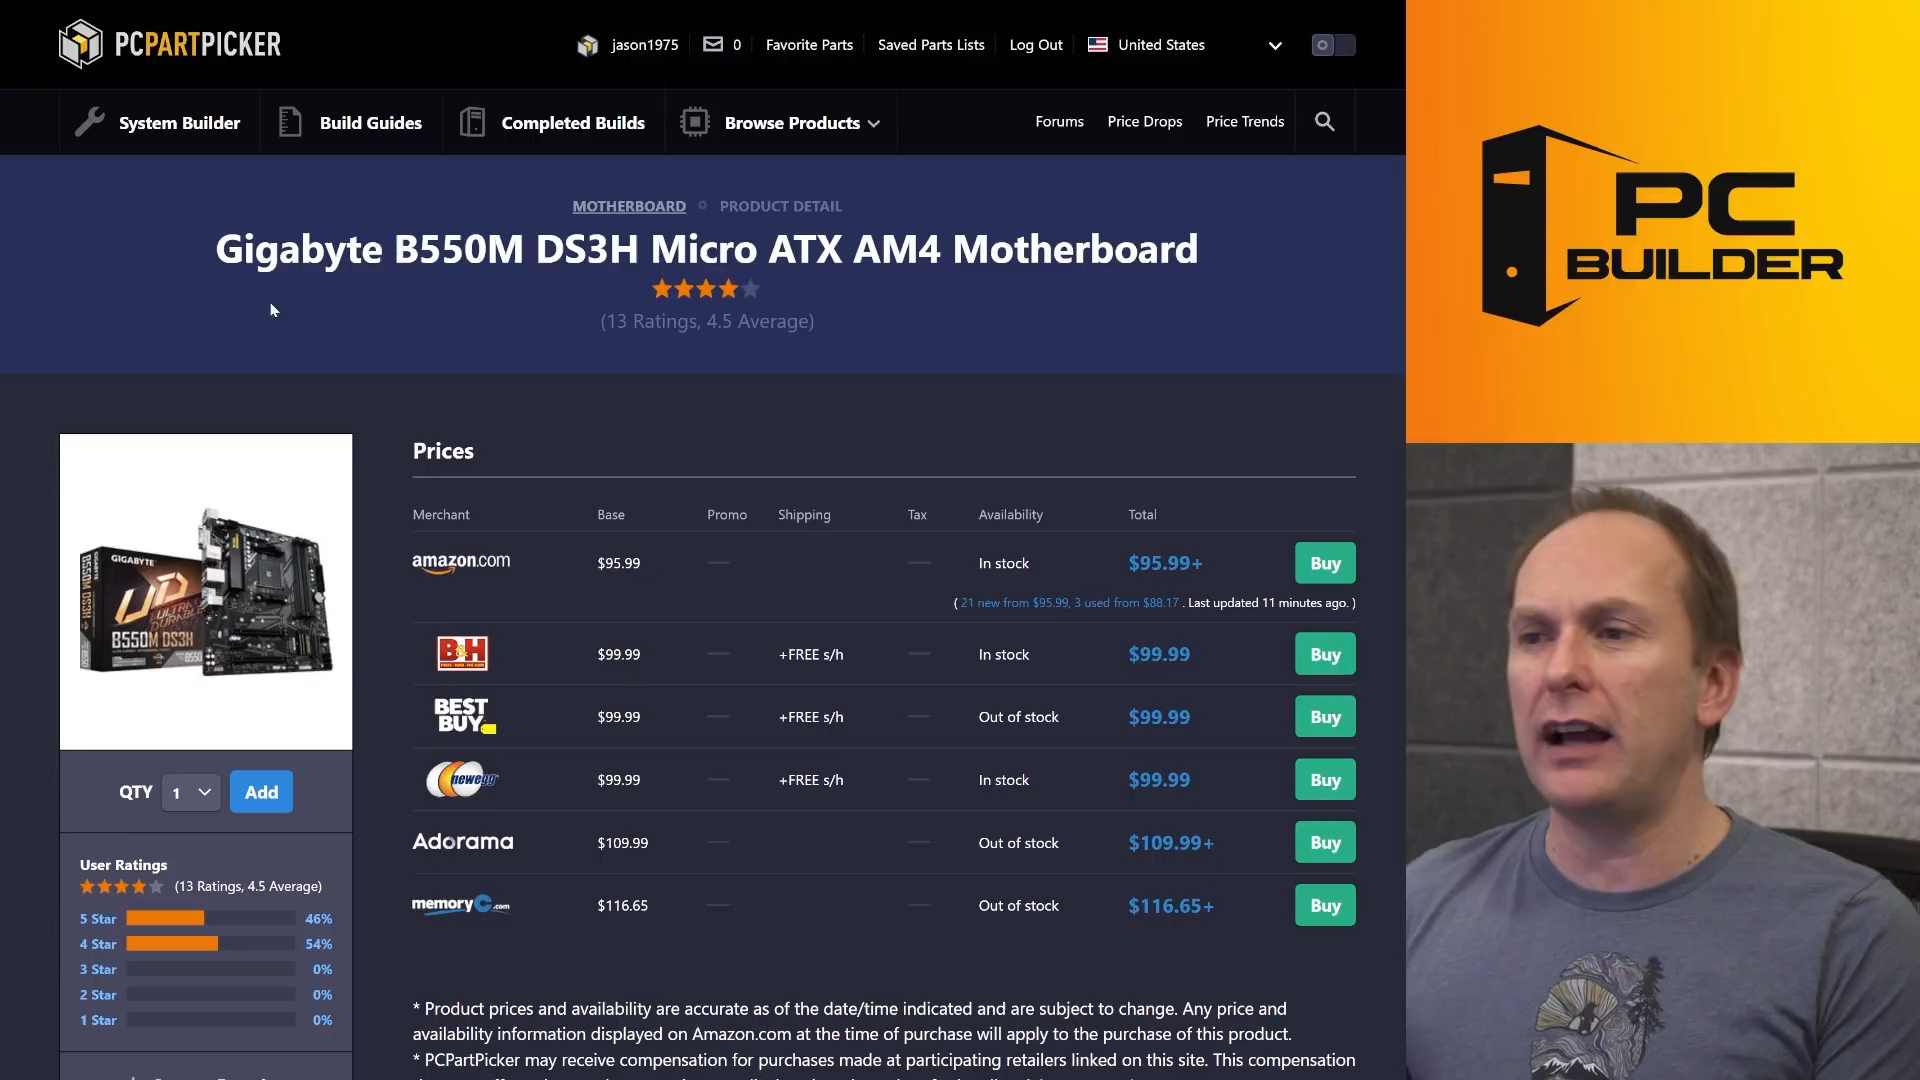 PCPARTPICKER
jason1975
0
Favorite Parts
Saved Parts Lists
Log Out
United States
System Builder
Build Guides
Completed Builds
Browse Products
Forums
Price Drops
Price Trends
MOTHERBOARD
PRODUCT DETAIL
Gigabyte B550M DS3H Micro ATX AM4 Motherboard
(13 Ratings, 4.5 Average)
PC
BUILDER
GIGABYTE
UD
ULTRA
DURABLE
B550M DS3H
B550M DS3H
QTY 1 Add
User Ratings
(13 Ratings, 4.5 Average)
5 Star 46%
4 Star 54%
3 Star 0%
2 Star 0%
1 Star 0%
Prices
Merchant Base Promo Shipping Tax Availability Total
amazon.com $95.99 — — In stock $95.99+ Buy
( 21 new from $95.99, 3 used from $88.17 . Last updated 11 minutes ago. )
B&H $99.99 — +FREE s/h — In stock $99.99 Buy
BEST BUY $99.99 — +FREE s/h — Out of stock $99.99 Buy
newegg $99.99 — +FREE s/h — In stock $99.99 Buy
Adorama $109.99 — — Out of stock $109.99+ Buy
memoryC.com $116.65 — — Out of stock $116.65+ Buy
* Product prices and availability are accurate as of the date/time indicated and are subject to change. Any price and
availability information displayed on Amazon.com at the time of purchase will apply to the purchase of this product.
* PCPartPicker may receive compensation for purchases made at participating retailers linked on this site. This compensation